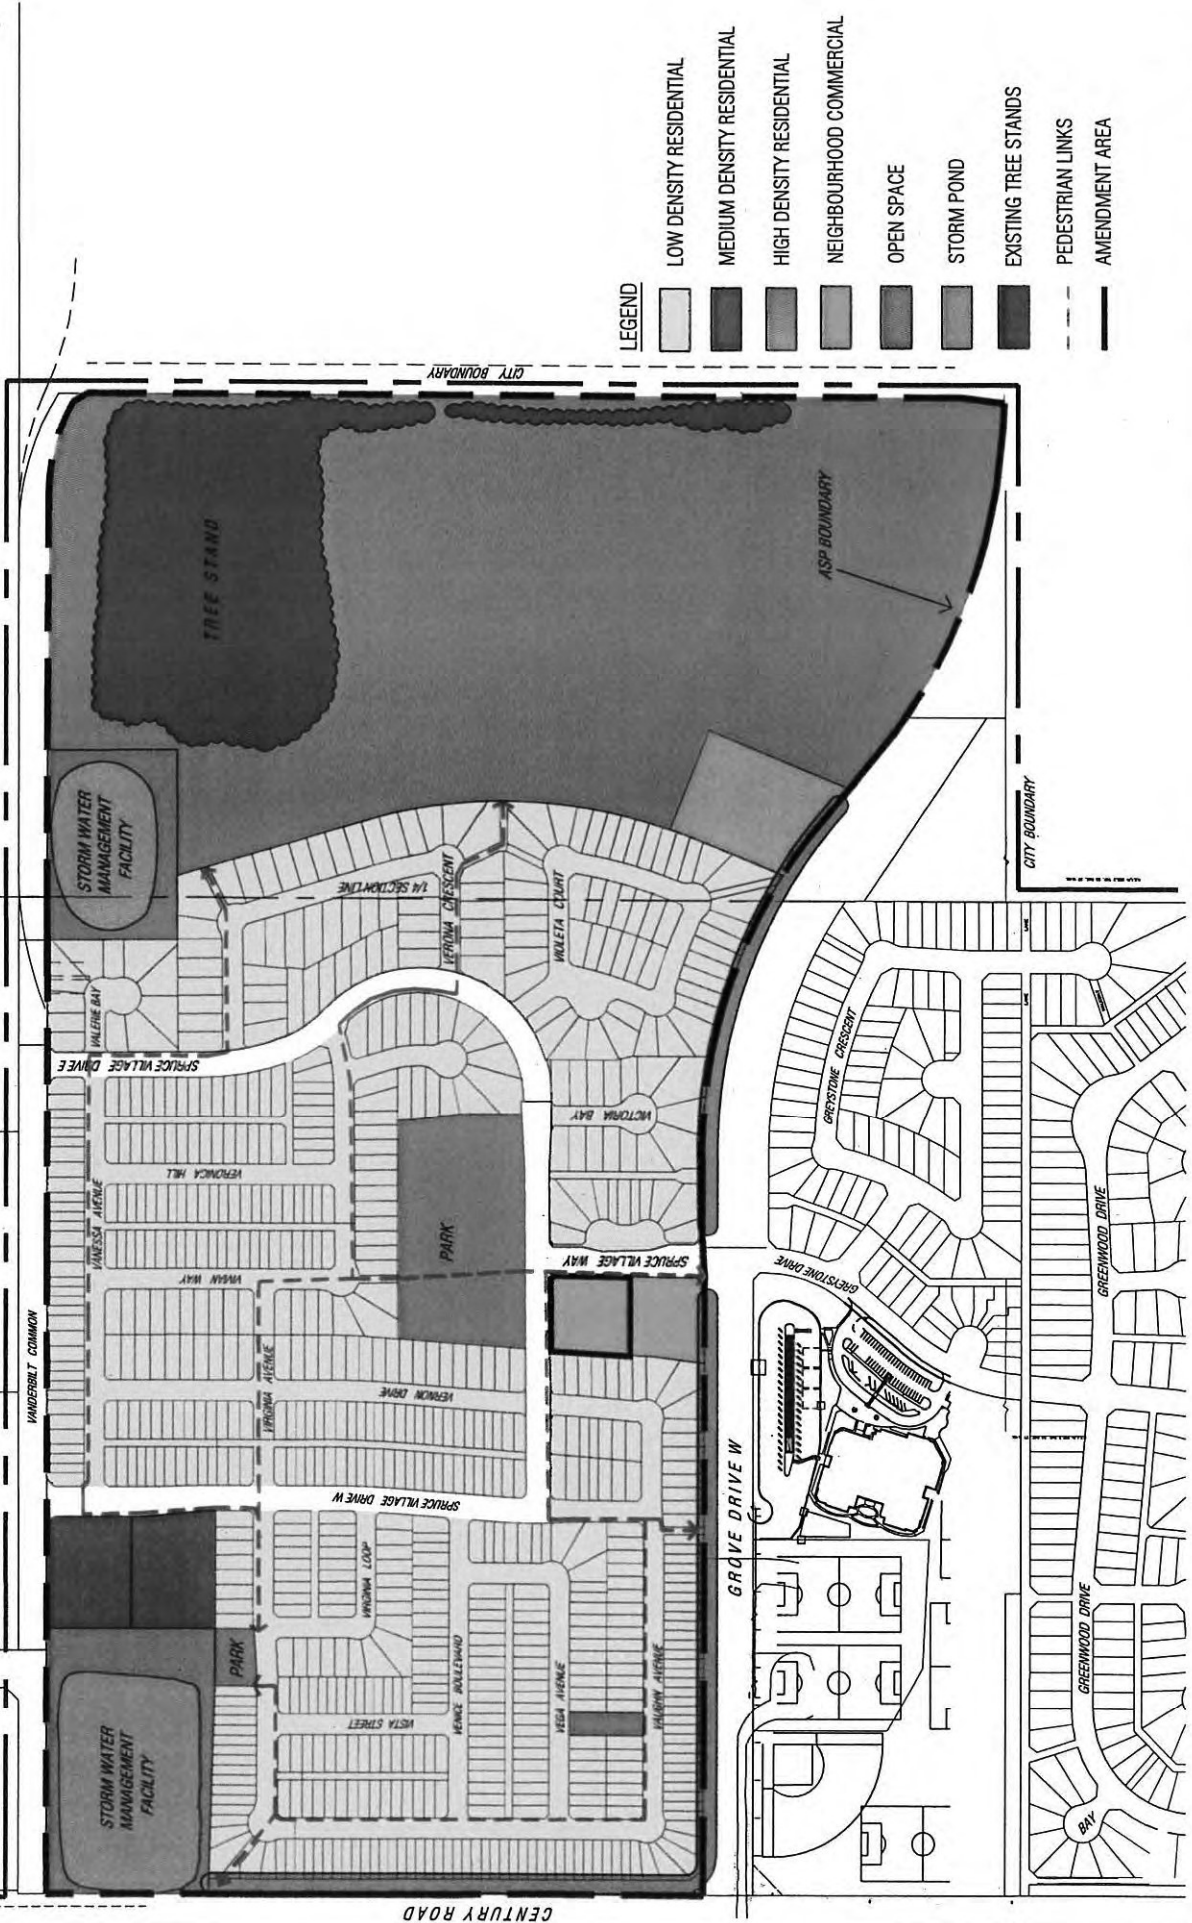 LEGEND
LOW DENSITY RESIDENTIAL
MEDIUM DENSITY RESIDENTIAL
HIGH DENSITY RESIDENTIAL
NEIGHBOURHOOD COMMERCIAL
OPEN SPACE
STORM POND
EXISTING TREE STANDS
PEDESTRIAN LINKS
AMENDMENT AREA
CITY BOUNDARY
TREE STAND
ASP BOUNDARY
STORM WATER
MANAGEMENT
FACILITY
CITY BOUNDARY
1/4 SECTION LINE
VERONA CRESCENT
VIOLETA COURT
VALERIE BAY
SPRUCE VILLAGE DRIVE E
VANESSA AVENUE
VERONICA HILL
VICTORIA BAY
PARK
VIVIAN WAY
SPRUCE VILLAGE WAY
VANDERBILT COMMON
VIRGINIA AVENUE
VERNON DRIVE
SPRUCE VILLAGE DRIVE W
VIRGINIA LOOP
PARK
VISTA STREET
VENICE BOULEVARD
VEGA AVENUE
VAUGHN AVENUE
STORM WATER
MANAGEMENT
FACILITY
CENTURY ROAD
GROVE DRIVE W
GREYSTONE CRESCENT
GREYSTONE DRIVE
GREENWOOD DRIVE
GREENWOOD DRIVE
BAY
LANE
LANE